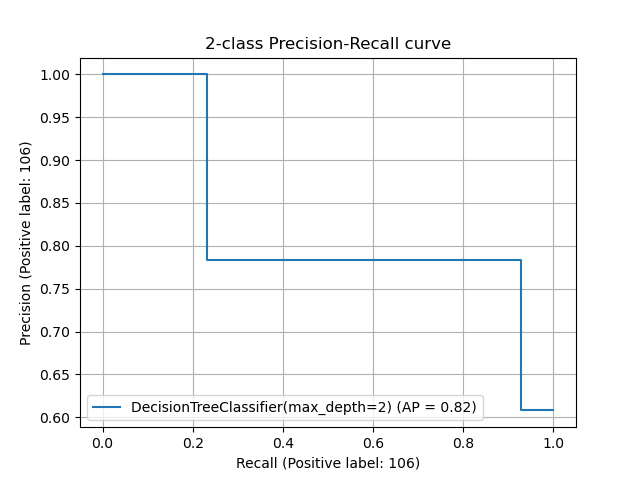 2-class Precision-Recall curve
1.00
0.95
0.90
0.85
0.80
0.75
0.70
0.65
0.60
Precision (Positive label: 106)
DecisionTreeClassifier(max_depth=2) (AP = 0.82)
0.0 0.2 0.4 0.6 0.8 1.0
Recall (Positive label: 106)